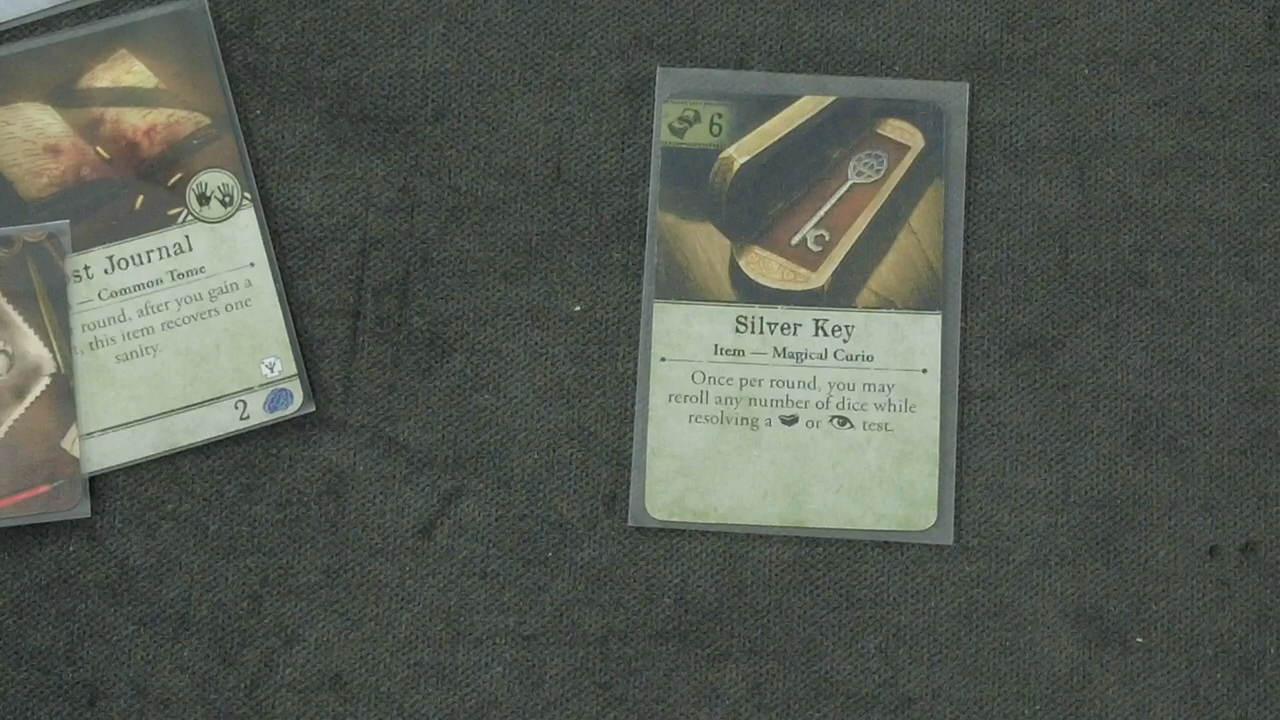 st Journal
— Common Tome
round, after you gain a
, this item recovers one
sanity.
2
6
Silver Key
Item — Magical Curio
Once per round, you may
reroll any number of dice while
resolving a or test.